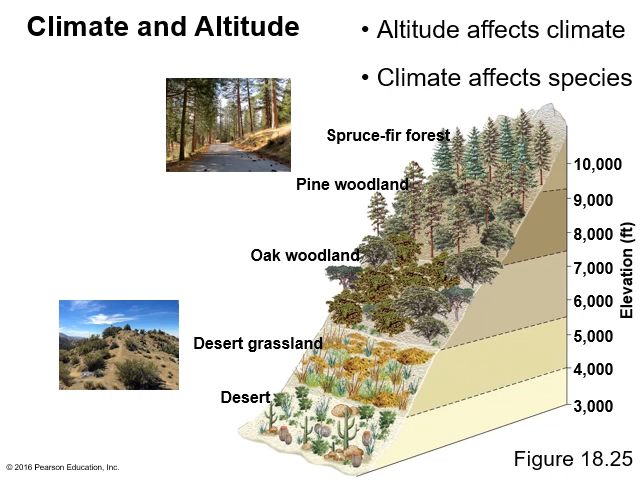 Climate and Altitude
• Altitude affects climate
• Climate affects species
Spruce-fir forest
Pine woodland
Oak woodland
Desert grassland
Desert
10,000
9,000
8,000
7,000
6,000
5,000
4,000
3,000
Elevation (ft)
Figure 18.25
© 2016 Pearson Education, Inc.